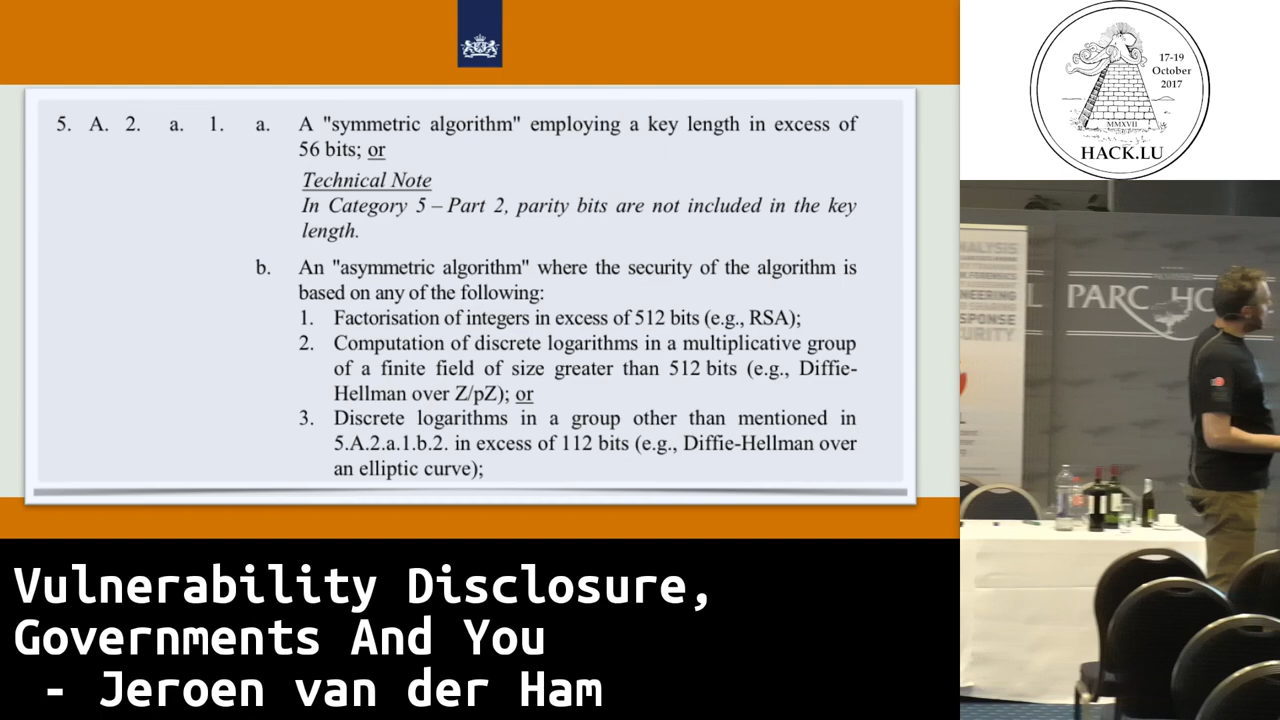 5. A. 2. a. 1. a. A "symmetric algorithm" employing a key length in excess of
56 bits; or
Technical Note
In Category 5 – Part 2, parity bits are not included in the key
length.
b. An "asymmetric algorithm" where the security of the algorithm is
based on any of the following:
1. Factorisation of integers in excess of 512 bits (e.g., RSA);
2. Computation of discrete logarithms in a multiplicative group
of a finite field of size greater than 512 bits (e.g., Diffie-
Hellman over Z/pZ); or
3. Discrete logarithms in a group other than mentioned in
5.A.2.a.1.b.2. in excess of 112 bits (e.g., Diffie-Hellman over
an elliptic curve);
17-19
October
2017
MMXVII
HACK.LU
NALYSIS
EERING
SPONSE
URITY
L PARC HO
Vulnerability Disclosure,
Governments And You
- Jeroen van der Ham